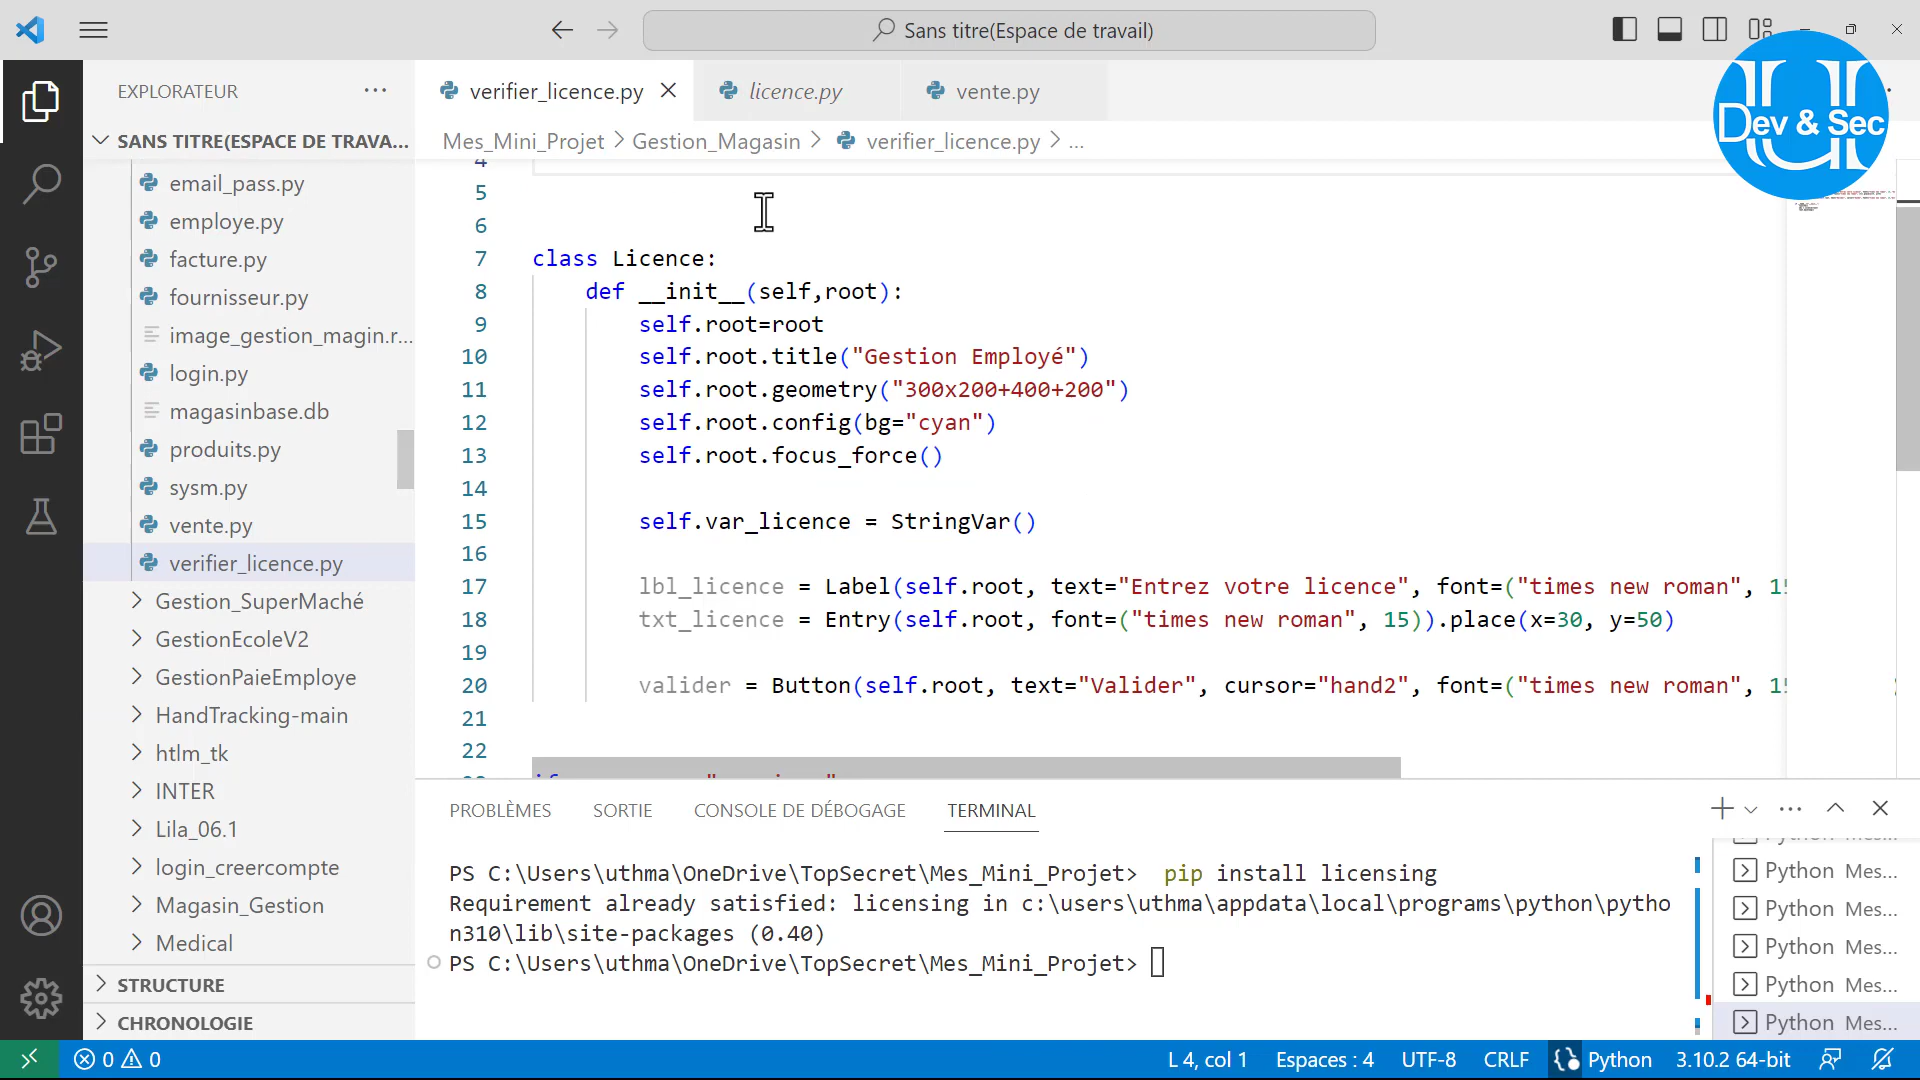 Sans titre(Espace de travail)
EXPLORATEUR
SANS TITRE(ESPACE DE TRAVA...
email_pass.py
employe.py
facture.py
fournisseur.py
image_gestion_magin.r...
login.py
magasinbase.db
produits.py
sysm.py
vente.py
verifier_licence.py
Gestion_SuperMaché
GestionEcoleV2
GestionPaieEmploye
HandTracking-main
htlm_tk
INTER
Lila_06.1
login_creercompte
Magasin_Gestion
Medical
STRUCTURE
CHRONOLOGIE
verifier_licence.py
licence.py
vente.py
Dev & Sec
Mes_Mini_Projet > Gestion_Magasin > verifier_licence.py > ...
4
5
6
7 class Licence:
8 def __init__(self,root):
9 self.root=root
10 self.root.title("Gestion Employé")
11 self.root.geometry("300x200+400+200")
12 self.root.config(bg="cyan")
13 self.root.focus_force()
14
15 self.var_licence = StringVar()
16
17 lbl_licence = Label(self.root, text="Entrez votre licence", font=("times new roman",
18 txt_licence = Entry(self.root, font=("times new roman", 15)).place(x=30, y=50)
19
20 valider = Button(self.root, text="Valider", cursor="hand2", font=("times new roman",
21
22
PROBLÈMES
SORTIE
CONSOLE DE DÉBOGAGE
TERMINAL
PS C:\Users\uthma\OneDrive\TopSecret\Mes_Mini_Projet> pip install licensing
Requirement already satisfied: licensing in c:\users\uthma\appdata\local\programs\python\pytho
n310\lib\site-packages (0.40)
PS C:\Users\uthma\OneDrive\TopSecret\Mes_Mini_Projet>
Python Mes...
Python Mes...
Python Mes...
Python Mes...
Python Mes...
0 0
L 4, col 1
Espaces : 4
UTF-8
CRLF
Python
3.10.2 64-bit